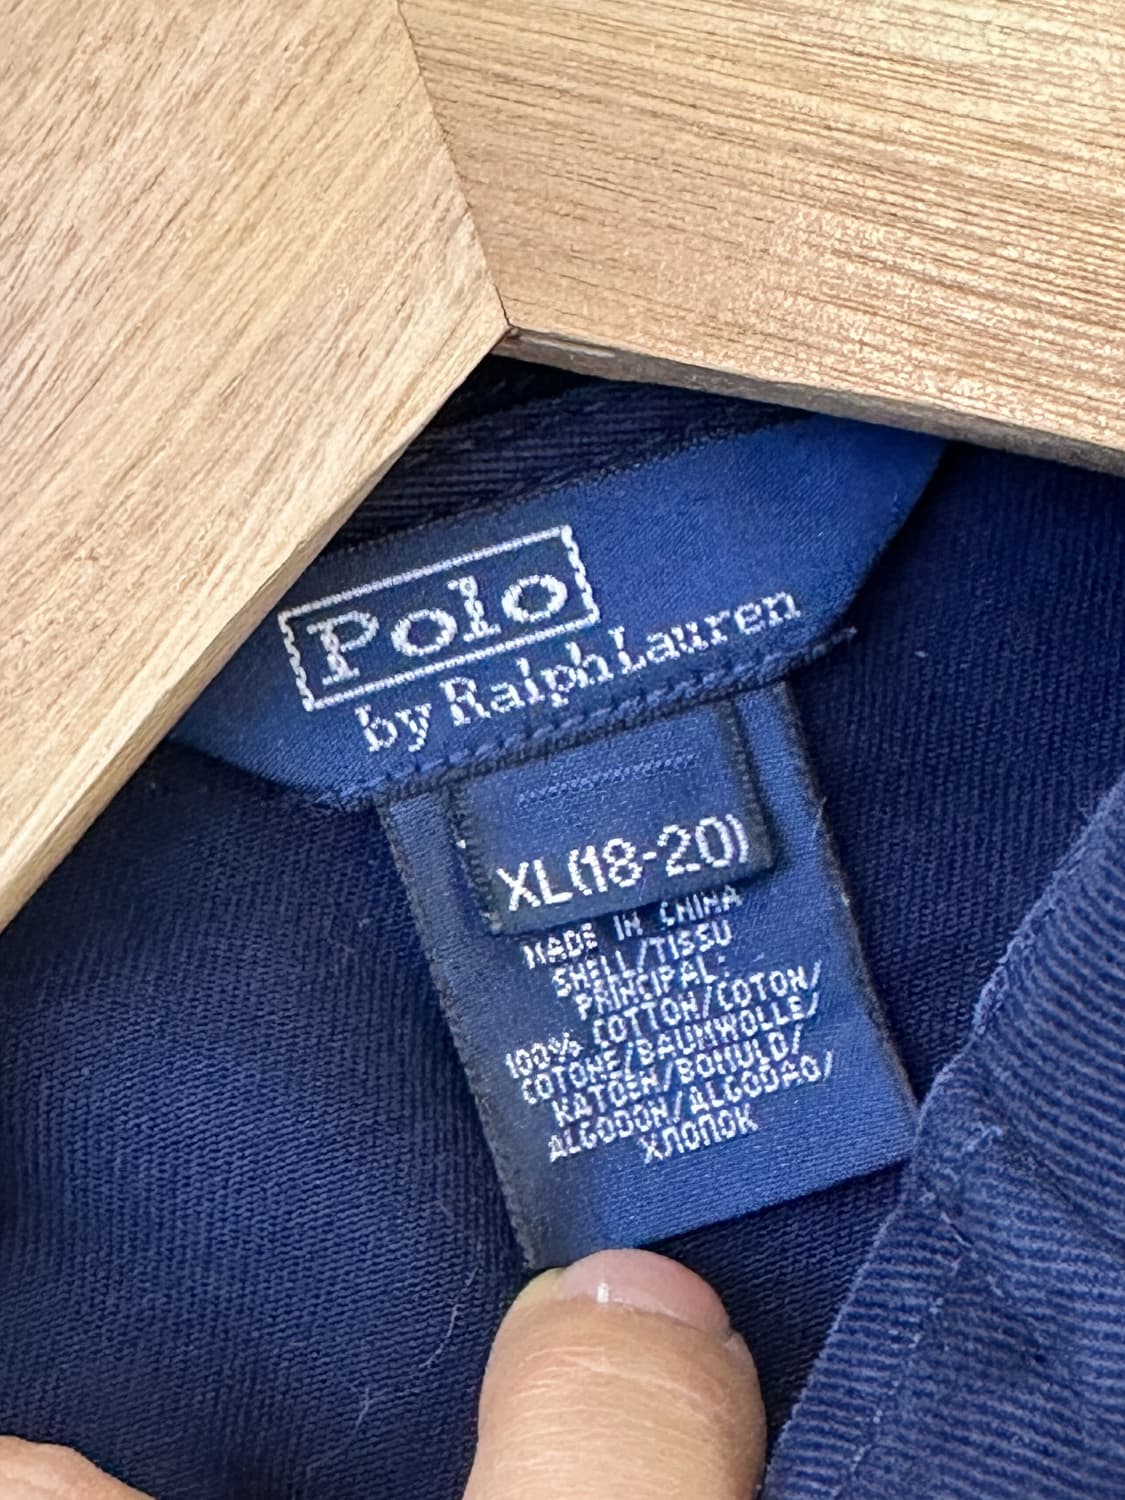 Polo
by Ralph Lauren
XL(18-20)
MADE IN CHINA
SHELL/TISSU
PRINCIPAL:
100% COTTON/COTON/
COTONE/BAUMWOLLE/
KATOEN/BOMULD/
ALGODON/ALGODAO/
ХЛОПОК